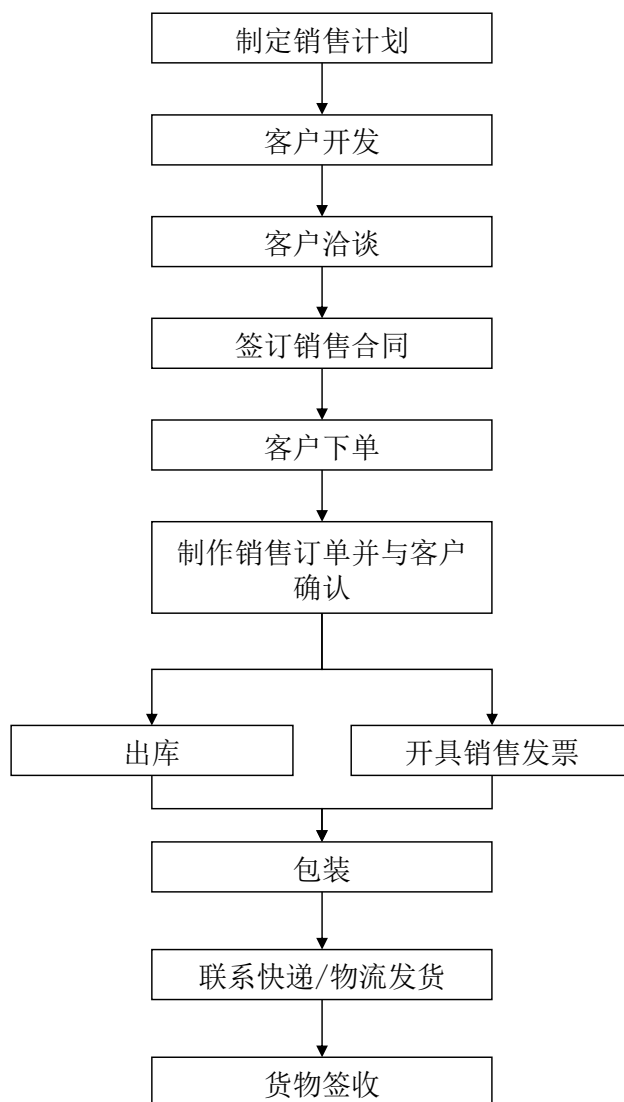 制定销售计划
客户开发
客户洽谈
签订销售合同
客户下单
制作销售订单并与客户
确认
出库
开具销售发票
包装
联系快递/物流发货
货物签收